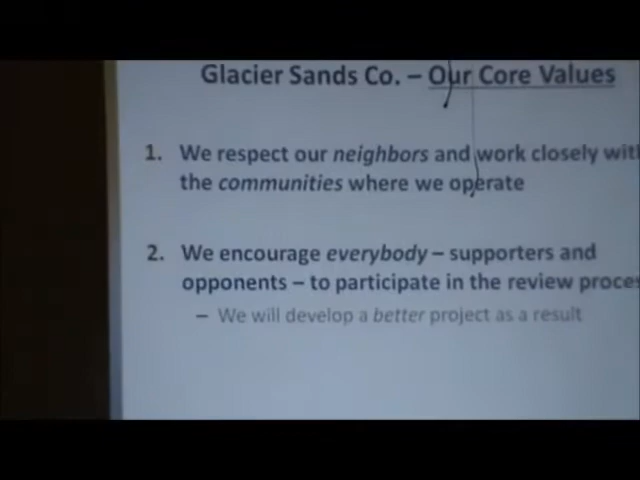 Glacier Sands Co. – Our Core Values
1. We respect our neighbors and work closely wit
the communities where we operate
2. We encourage everybody – supporters and
opponents – to participate in the review proces
– We will develop a better project as a result